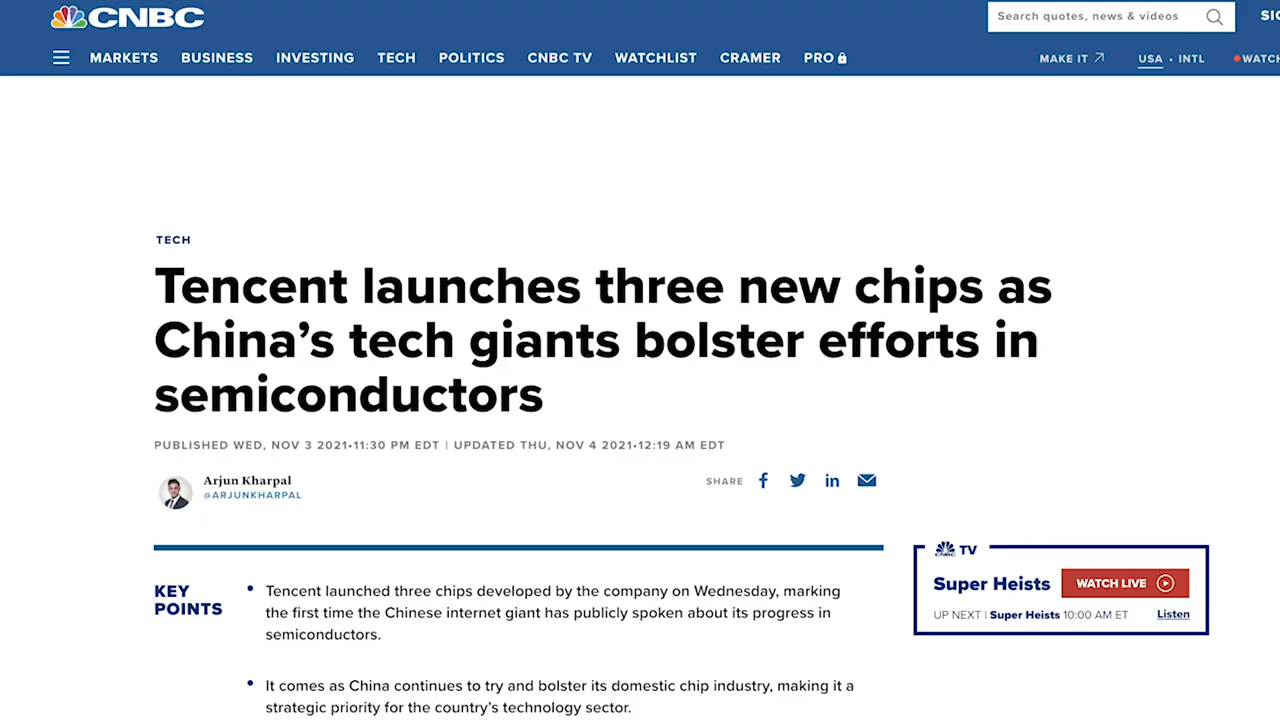 CNBC
Search quotes, news & videos
MARKETS BUSINESS INVESTING TECH POLITICS CNBC TV WATCHLIST CRAMER PRO
MAKE IT USA • INTL
TECH
Tencent launches three new chips as
China’s tech giants bolster efforts in
semiconductors
PUBLISHED WED, NOV 3 2021•11:30 PM EDT | UPDATED THU, NOV 4 2021•12:19 AM EDT
Arjun Kharpal
@ARJUNKHARPAL
SHARE
KEY
POINTS
Tencent launched three chips developed by the company on Wednesday, marking
the first time the Chinese internet giant has publicly spoken about its progress in
semiconductors.
It comes as China continues to try and bolster its domestic chip industry, making it a
strategic priority for the country’s technology sector.
CNBC TV
Super Heists WATCH LIVE
UP NEXT | Super Heists 10:00 AM ET Listen